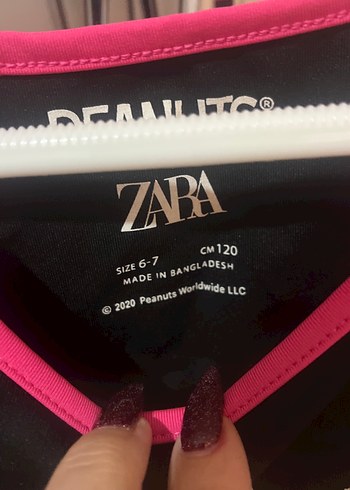 PEANUTS®
ZARA
SIZE 6-7 CM 120
MADE IN BANGLADESH
© 2020 Peanuts Worldwide LLC